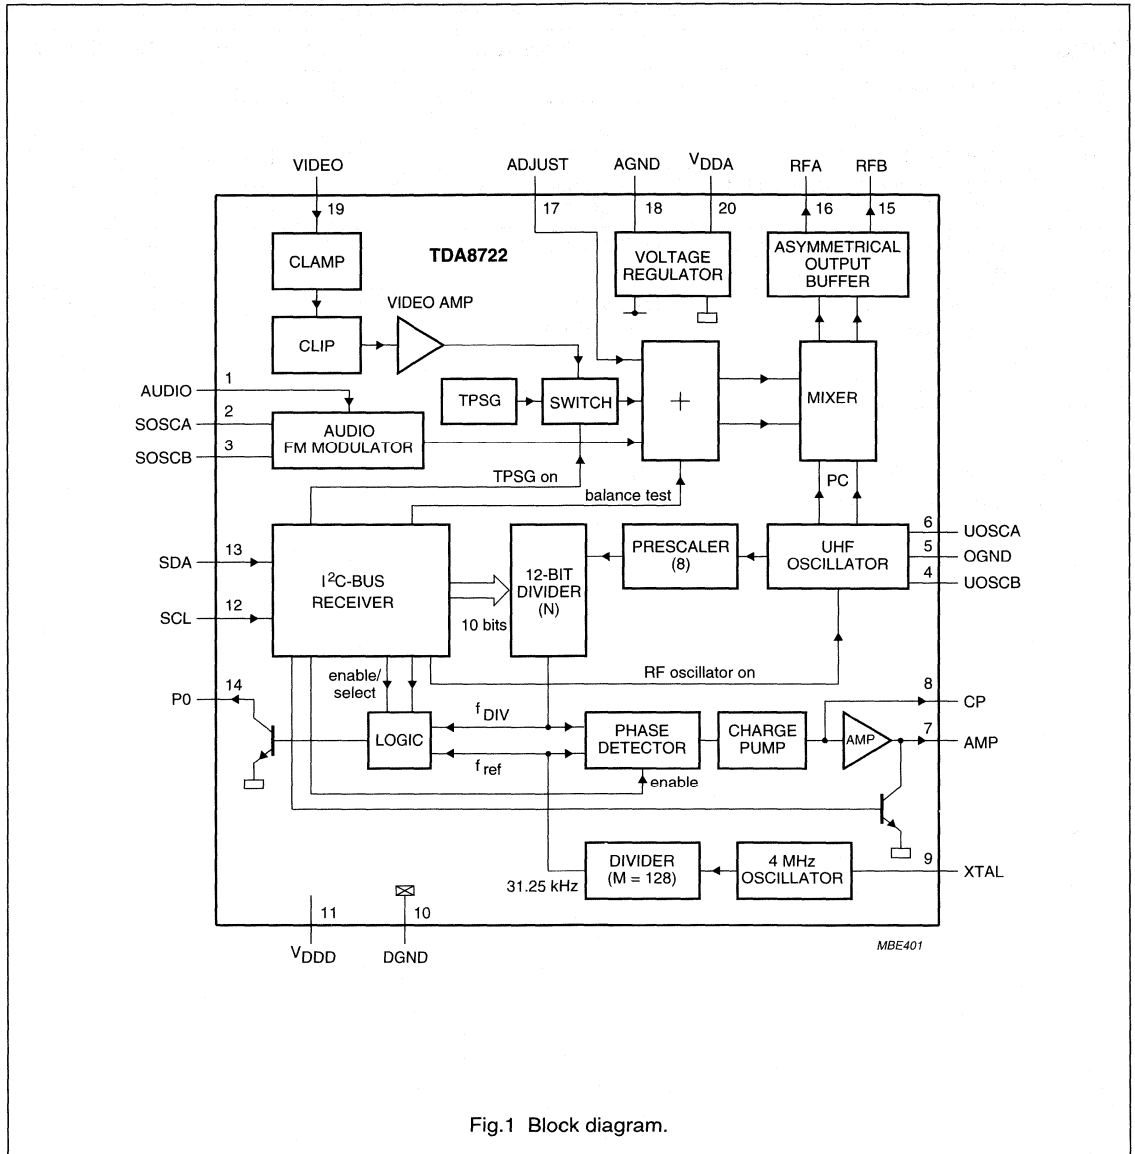 VIDEO
ADJUST
AGND
VDDA
RFA
RFB
19
17
18
20
16
15
CLAMP
TDA8722
VOLTAGE
REGULATOR
ASYMMETRICAL
OUTPUT
BUFFER
VIDEO AMP
CLIP
AUDIO
1
TPSG
SWITCH
+
MIXER
SOSCA
2
AUDIO
FM MODULATOR
SOSCB
3
TPSG on
balance test
PC
SDA
13
I²C-BUS
RECEIVER
SCL
12
10 bits
12-BIT
DIVIDER
(N)
PRESCALER
(8)
UHF
OSCILLATOR
6
UOSCA
5
OGND
4
UOSCB
enable/
select
RF oscillator on
P0
14
8
CP
LOGIC
f DIV
f ref
PHASE
DETECTOR
CHARGE
PUMP
AMP
7
AMP
enable
31.25 kHz
DIVIDER
(M = 128)
4 MHz
OSCILLATOR
9
XTAL
11
10
VDDD
DGND
MBE401
Fig.1 Block diagram.